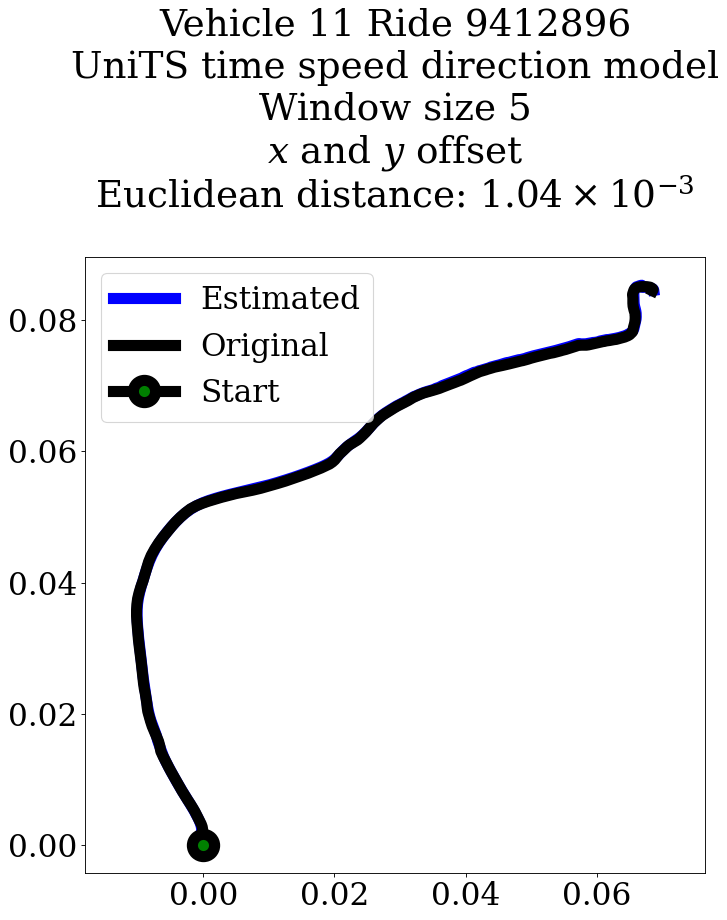 Vehicle 11 Ride 9412896
UniTS time speed direction model
Window size 5
x and y offset
Euclidean distance: 1.04 × 10⁻³
Estimated
Original
Start
0.08
0.06
0.04
0.02
0.00
0.00 0.02 0.04 0.06